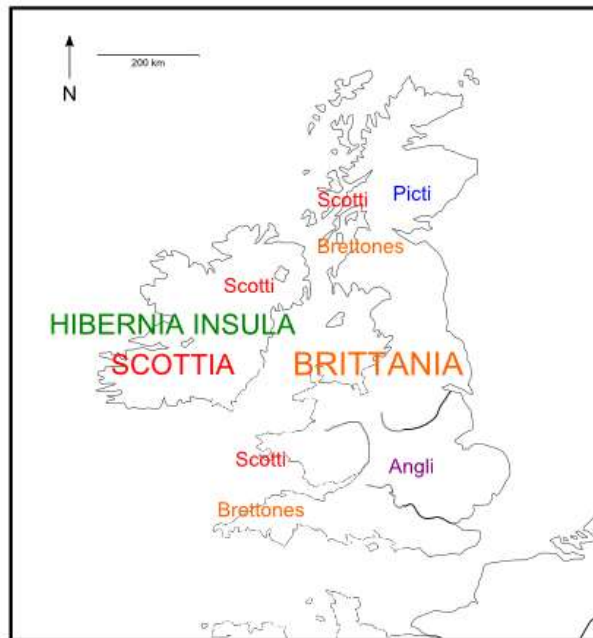 200 km
N
Scotti
Picti
Brettones
Scotti
HIBERNIA INSULA
SCOTTIA
BRITTANIA
Scotti
Angli
Brettones